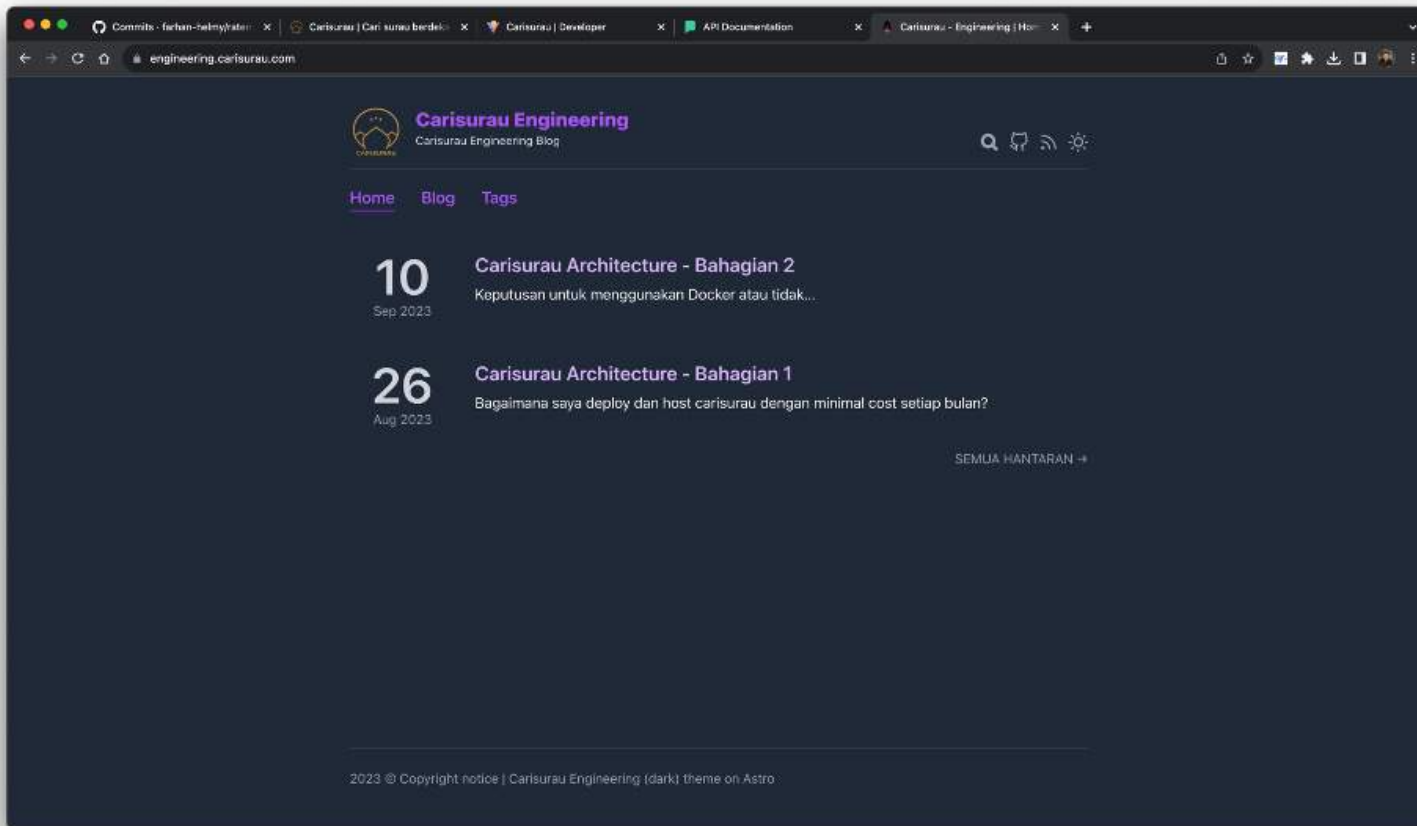 Commits · farhan-helmy/rate
Carisurau | Cari surau berdek
Carisurau | Developer
API Documentation
Carisurau - Engineering | Hom
engineering.carisurau.com
Carisurau Engineering
Carisurau Engineering Blog
Home Blog Tags
10
Sep 2023
Carisurau Architecture - Bahagian 2
Keputusan untuk menggunakan Docker atau tidak...
26
Aug 2023
Carisurau Architecture - Bahagian 1
Bagaimana saya deploy dan host carisurau dengan minimal cost setiap bulan?
SEMUA HANTARAN →
2023 © Copyright notice | Carisurau Engineering (dark) theme on Astro